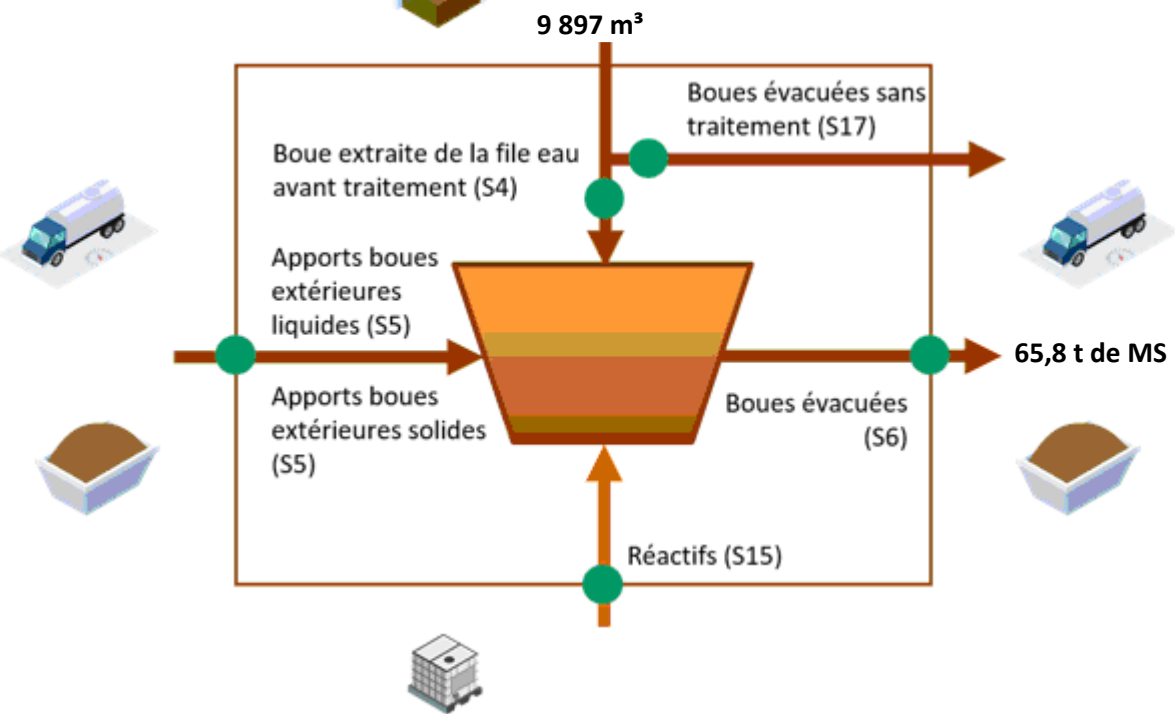 9 897 m³
Boues évacuées sans
traitement (S17)
Boue extraite de la file eau
avant traitement (S4)
Apports boues
extérieures
liquides (S5)
65,8 t de MS
Apports boues
extérieures solides
(S5)
Boues évacuées
(S6)
Réactifs (S15)